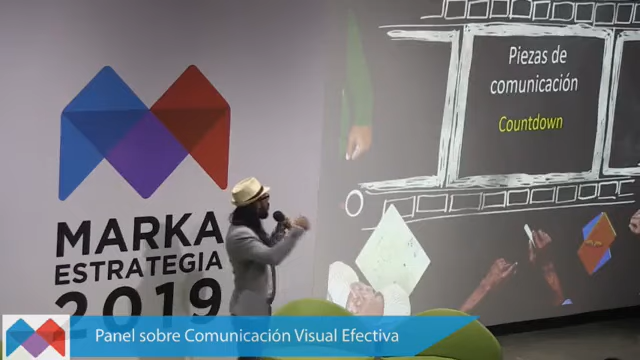 Piezas de
comunicación
Countdown
MARKA
ESTRATEGIA
2019
Panel sobre Comunicación Visual Efectiva